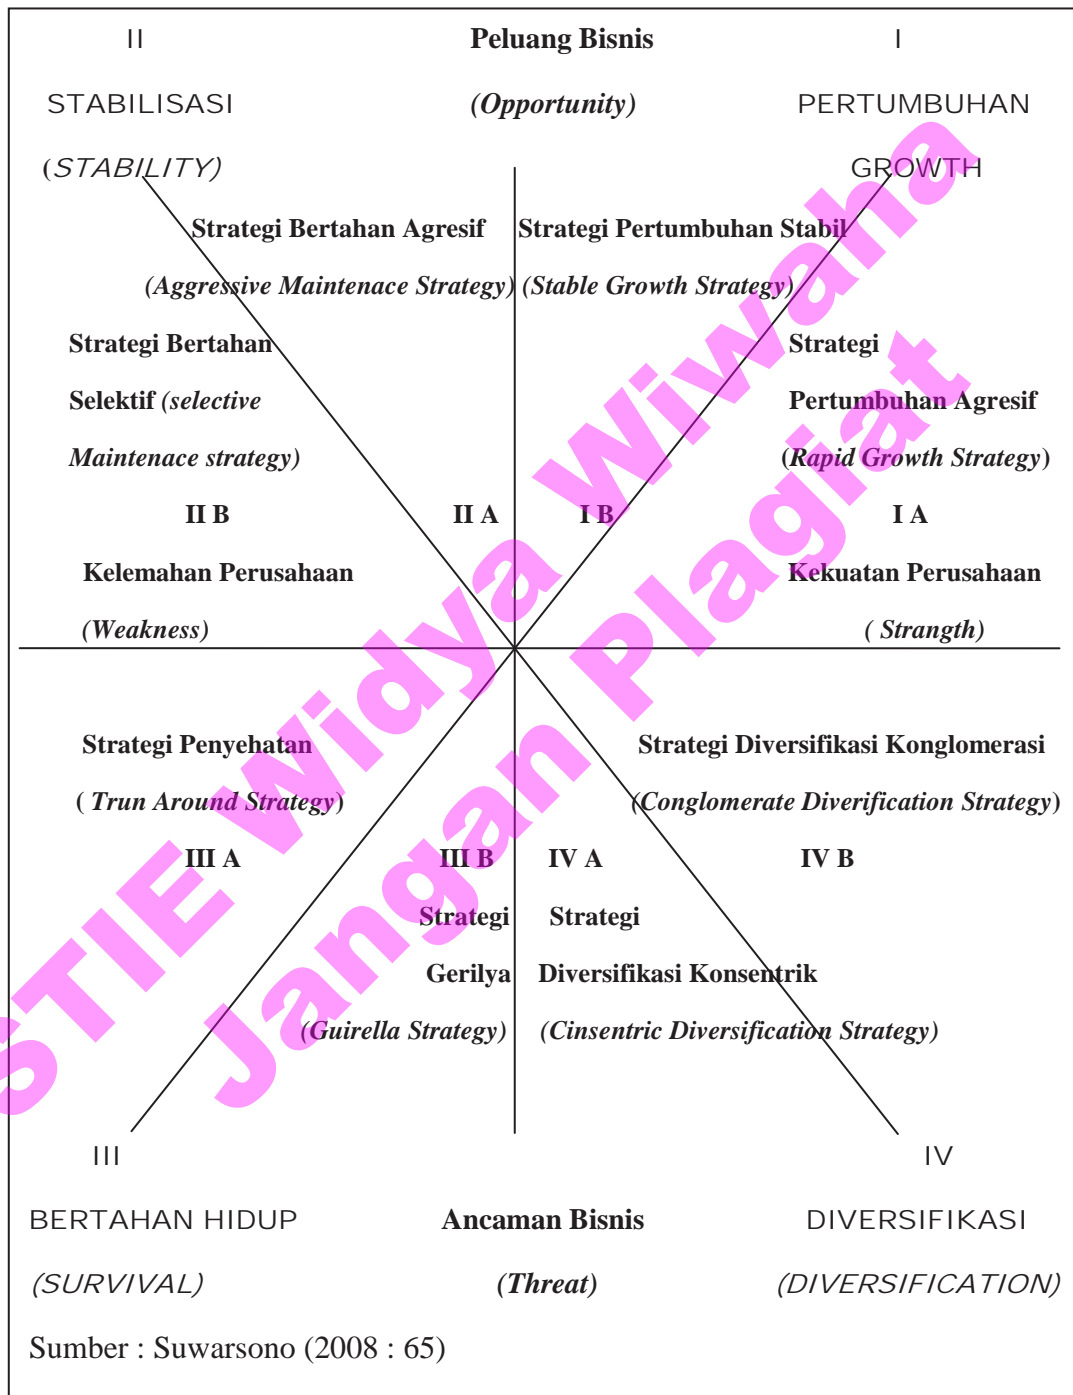 II Peluang Bisnis I
STABILISASI (Opportunity) PERTUMBUHAN
(STABILITY) GROWTH
Strategi Bertahan Agresif Strategi Pertumbuhan Stabil
(Aggressive Maintenace Strategy) (Stable Growth Strategy)
Strategi Bertahan Strategi
Selektif (selective Pertumbuhan Agresif
Maintenace strategy) (Rapid Growth Strategy)
II B II A I B I A
Kelemahan Perusahaan Kekuatan Perusahaan
(Weakness) ( Strangth)
Strategi Penyehatan Strategi Diversifikasi Konglomerasi
( Trun Around Strategy) (Conglomerate Diverification Strategy)
III A III B IV A IV B
Strategi Strategi
Gerilya Diversifikasi Konsentrik
(Guirella Strategy) (Cinsentric Diversification Strategy)
III IV
BERTAHAN HIDUP Ancaman Bisnis DIVERSIFIKASI
(SURVIVAL) (Threat) (DIVERSIFICATION)
Sumber : Suwarsono (2008 : 65)
STIE Widya Wiwaha
Jangan Plagiat